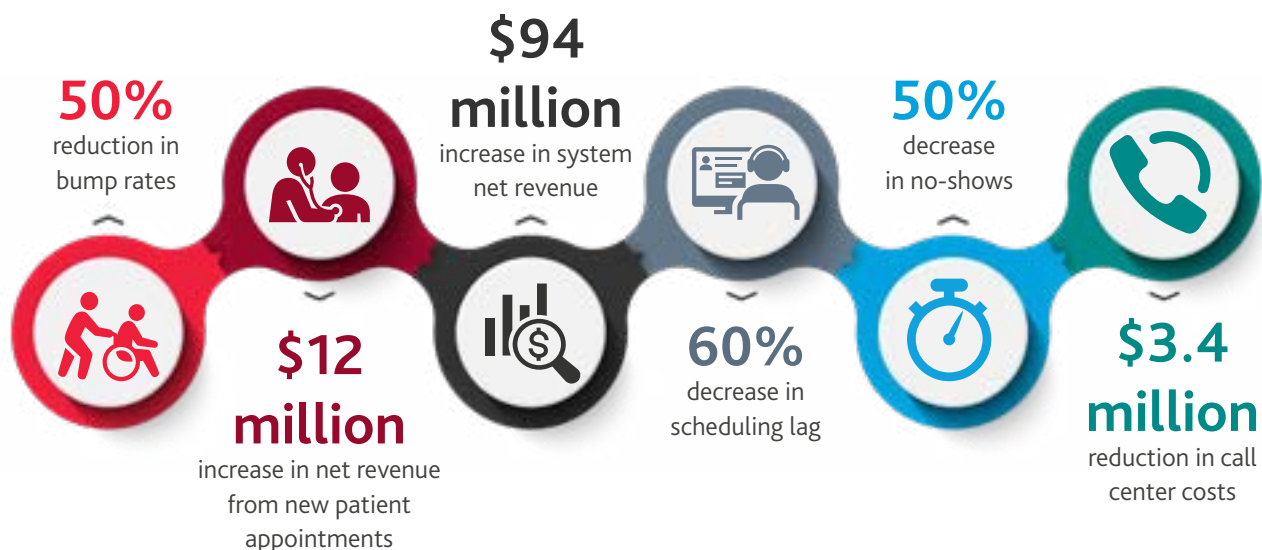 50%
reduction in
bump rates
$12
million
increase in net revenue
from new patient
appointments
$94
million
increase in system
net revenue
$
60%
decrease in
scheduling lag
50%
decrease
in no-shows
$3.4
million
reduction in call
center costs